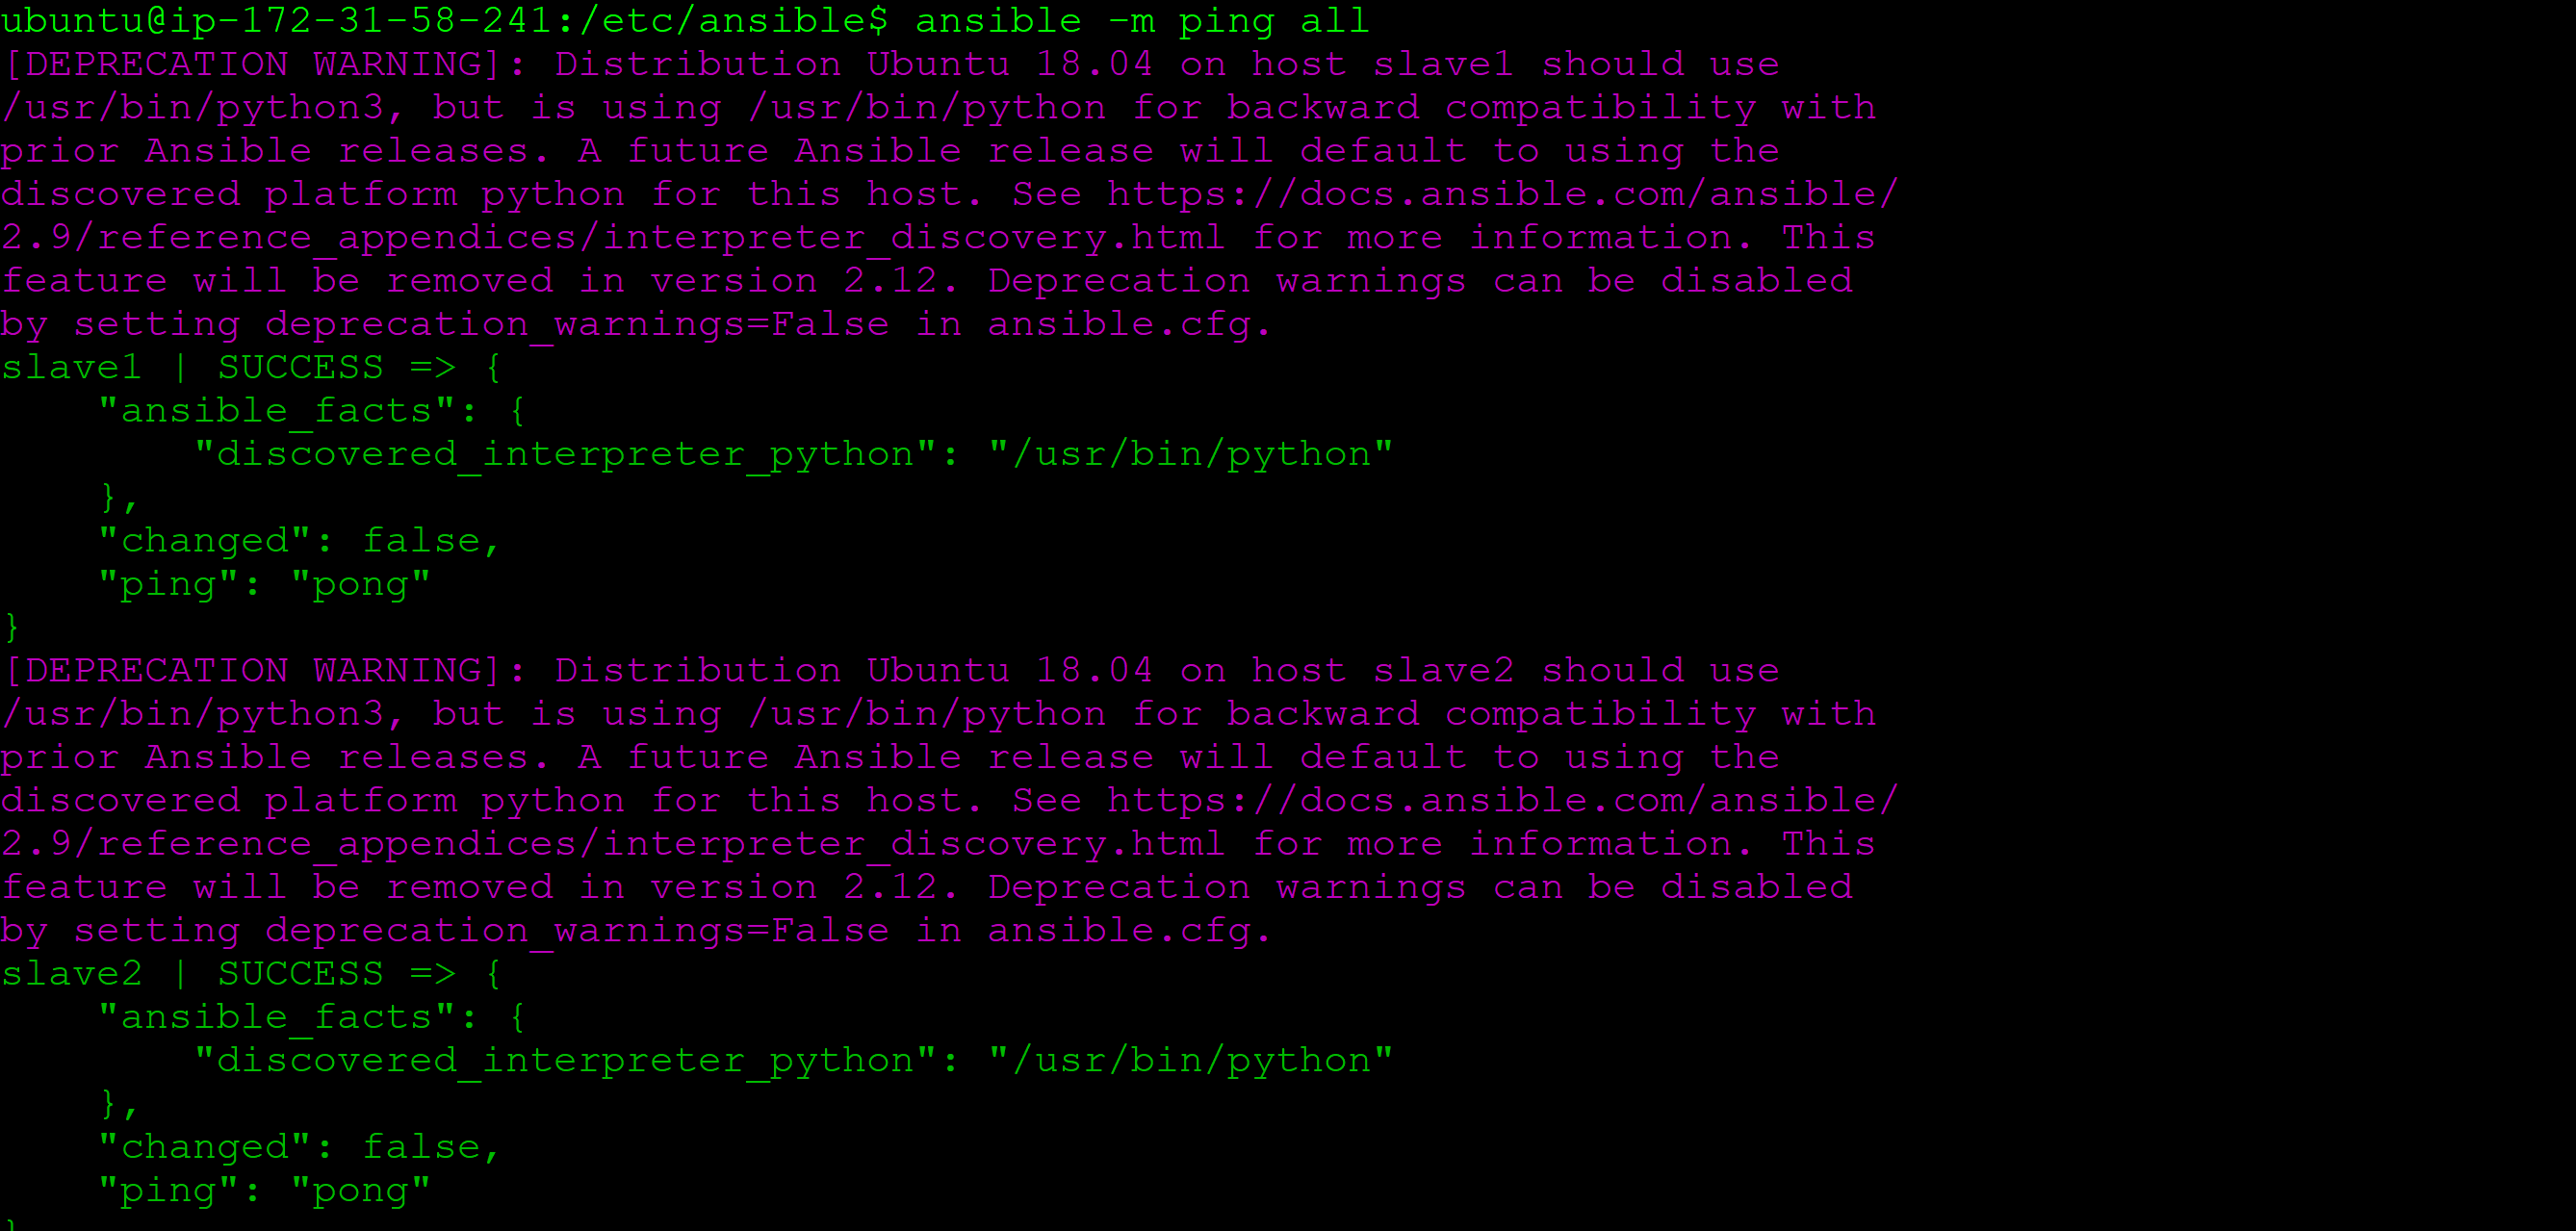 ubuntu@ip-172-31-58-241:/etc/ansible$ ansible -m ping all
[DEPRECATION WARNING]: Distribution Ubuntu 18.04 on host slave1 should use
/usr/bin/python3, but is using /usr/bin/python for backward compatibility with
prior Ansible releases. A future Ansible release will default to using the
discovered platform python for this host. See https://docs.ansible.com/ansible/
2.9/reference_appendices/interpreter_discovery.html for more information. This
feature will be removed in version 2.12. Deprecation warnings can be disabled
by setting deprecation_warnings=False in ansible.cfg.
slave1 | SUCCESS => {
    "ansible_facts": {
        "discovered_interpreter_python": "/usr/bin/python"
    },
    "changed": false,
    "ping": "pong"
}
[DEPRECATION WARNING]: Distribution Ubuntu 18.04 on host slave2 should use
/usr/bin/python3, but is using /usr/bin/python for backward compatibility with
prior Ansible releases. A future Ansible release will default to using the
discovered platform python for this host. See https://docs.ansible.com/ansible/
2.9/reference_appendices/interpreter_discovery.html for more information. This
feature will be removed in version 2.12. Deprecation warnings can be disabled
by setting deprecation_warnings=False in ansible.cfg.
slave2 | SUCCESS => {
    "ansible_facts": {
        "discovered_interpreter_python": "/usr/bin/python"
    },
    "changed": false,
    "ping": "pong"
}